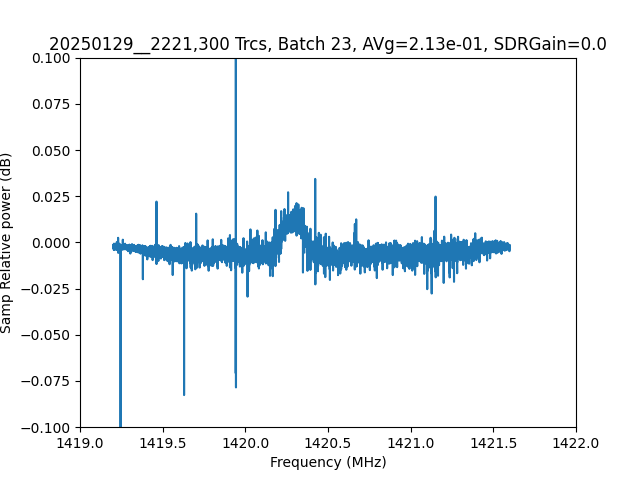 20250129__2221,300 Trcs, Batch 23, AVg=2.13e-01, SDRGain=0.0
0.100
0.075
0.050
0.025
0.000
−0.025
−0.050
−0.075
−0.100
Samp Relative power (dB)
1419.0 1419.5 1420.0 1420.5 1421.0 1421.5 1422.0
Frequency (MHz)